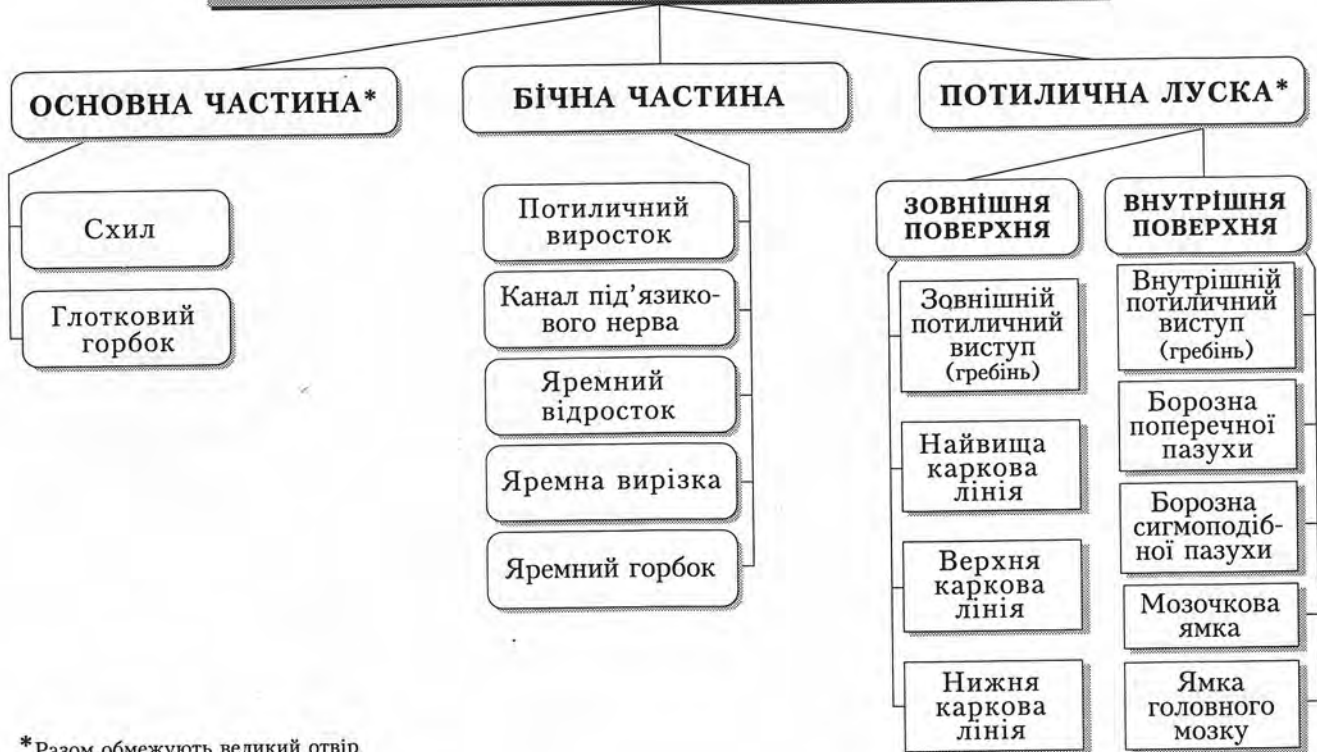 ОСНОВНА ЧАСТИНА*
Схил
Глотковий
горбок
БІЧНА ЧАСТИНА
Потиличний
виросток
Канал під’язико-
вого нерва
Яремний
відросток
Яремна вирізка
Яремний горбок
ПОТИЛИЧНА ЛУСКА*
ЗОВНІШНЯ
ПОВЕРХНЯ
Зовнішній
потиличний
виступ
(гребінь)
Найвища
каркова
лінія
Верхня
каркова
лінія
Нижня
каркова
лінія
ВНУТРІШНЯ
ПОВЕРХНЯ
Внутрішній
потиличний
виступ
(гребінь)
Борозна
поперечної
пазухи
Борозна
сигмоподіб-
ної пазухи
Мозочкова
ямка
Ямка
головного
мозку
*Разом обмежують великий отвір